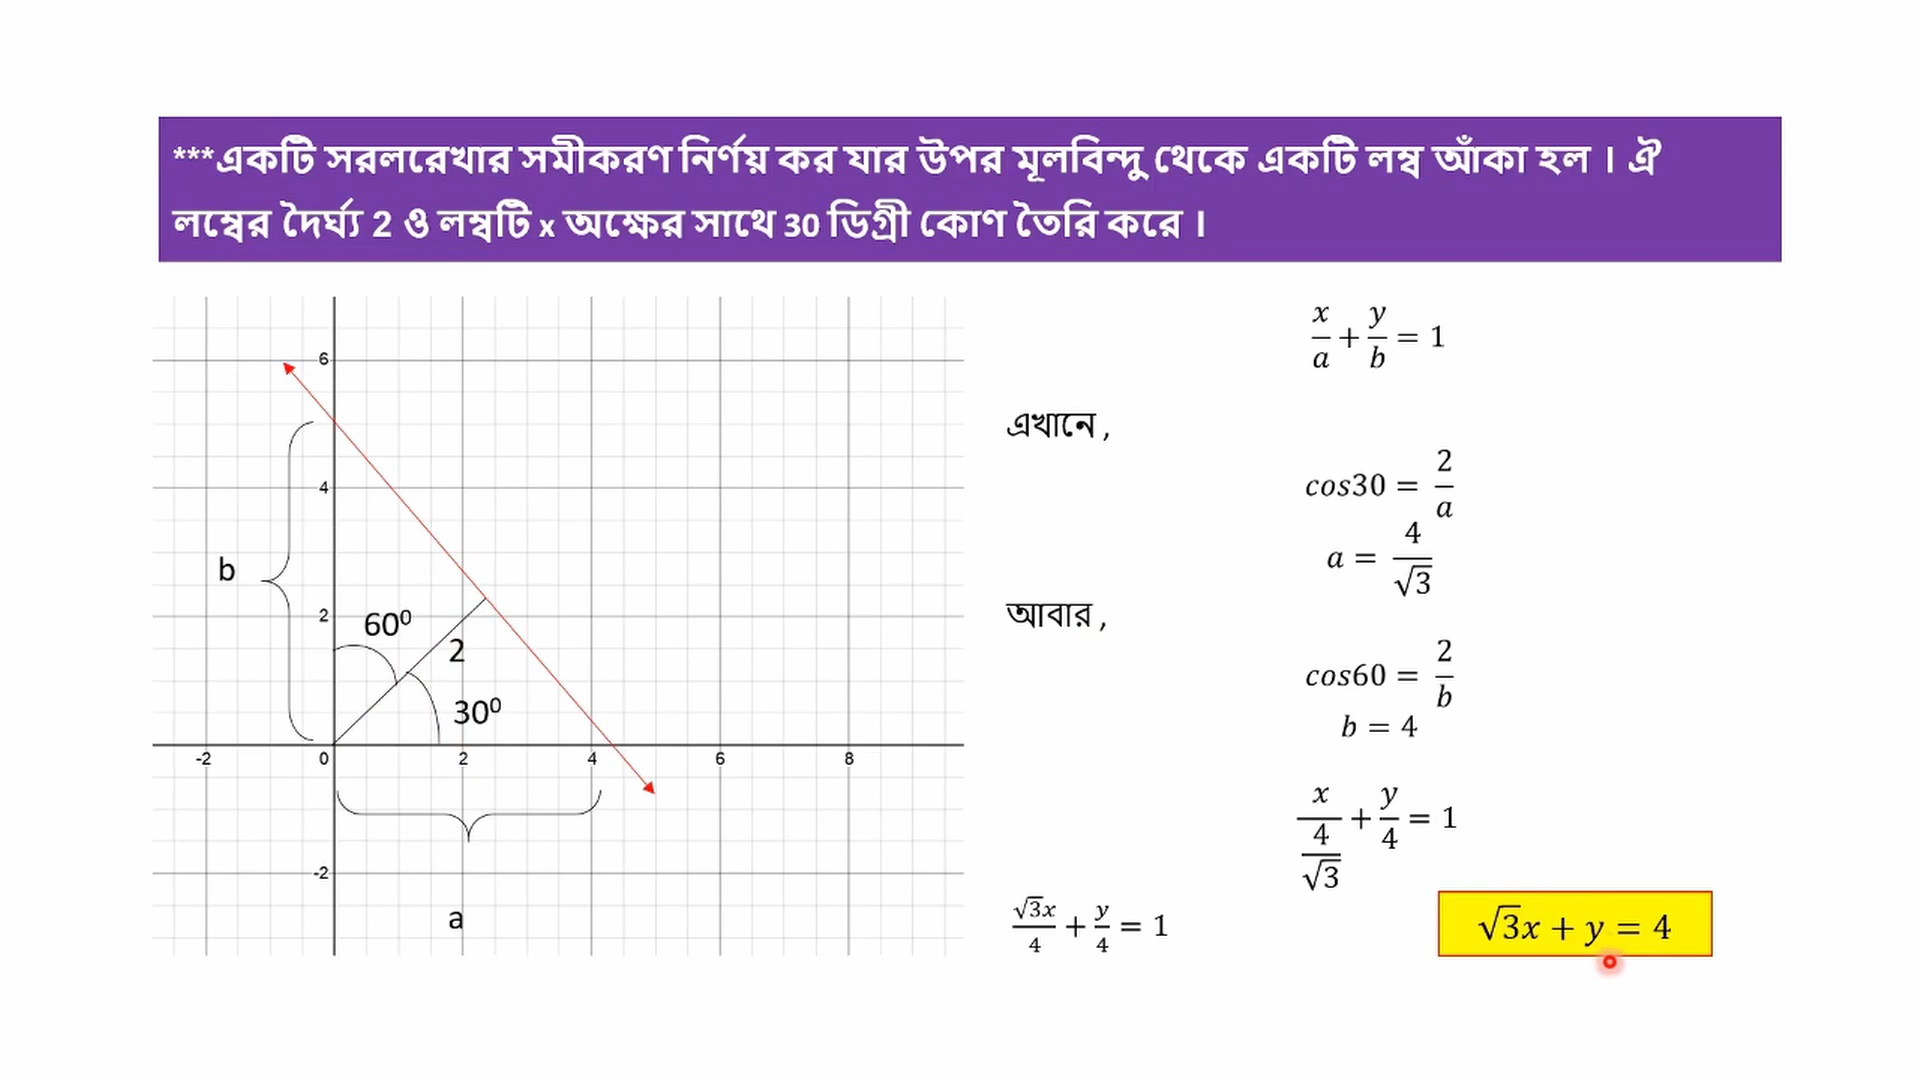 ***একটি সরলরেখার সমীকরণ নির্ণয় কর যার উপর মূলবিন্দু থেকে একটি লম্ব আঁকা হল । ঐ
লম্বের দৈর্ঘ্য 2 ও লম্বটি x অক্ষের সাথে 30 ডিগ্রী কোণ তৈরি করে ।
6
4
2
-2
-2 0 2 4 6 8
b
60⁰
2
30⁰
a
x/a + y/b = 1
এখানে ,
cos30 = 2/a
a = 4/√3
আবার ,
cos60 = 2/b
b = 4
x/(4/√3) + y/4 = 1
√3x/4 + y/4 = 1
√3x + y = 4